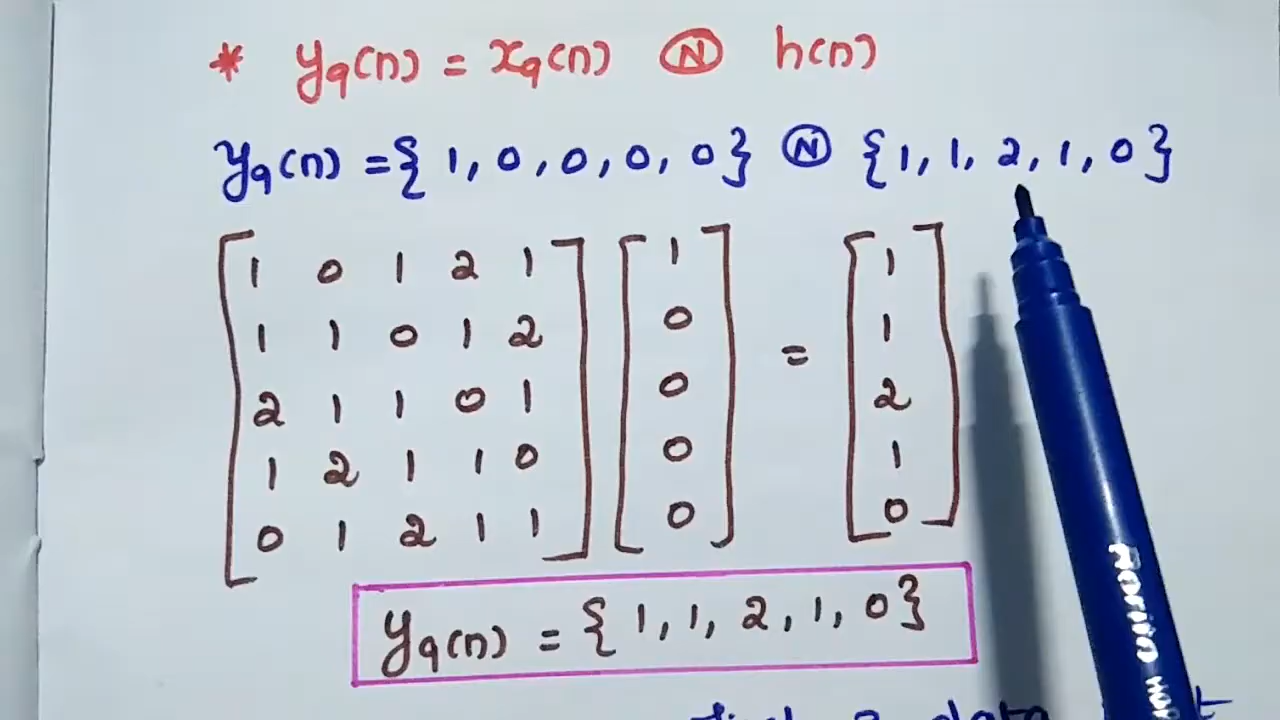 * y9(n) = x9(n) Ⓝ h(n)
y9(n) = { 1, 0, 0, 0, 0 } Ⓝ { 1, 1, 2, 1, 0 }
1 0 1 2 1 1 1
1 1 0 1 2 0 = 1
2 1 1 0 1 0 2
1 2 1 1 0 0 1
0 1 2 1 1 0 0
y9(n) = { 1, 1, 2, 1, 0 }
data